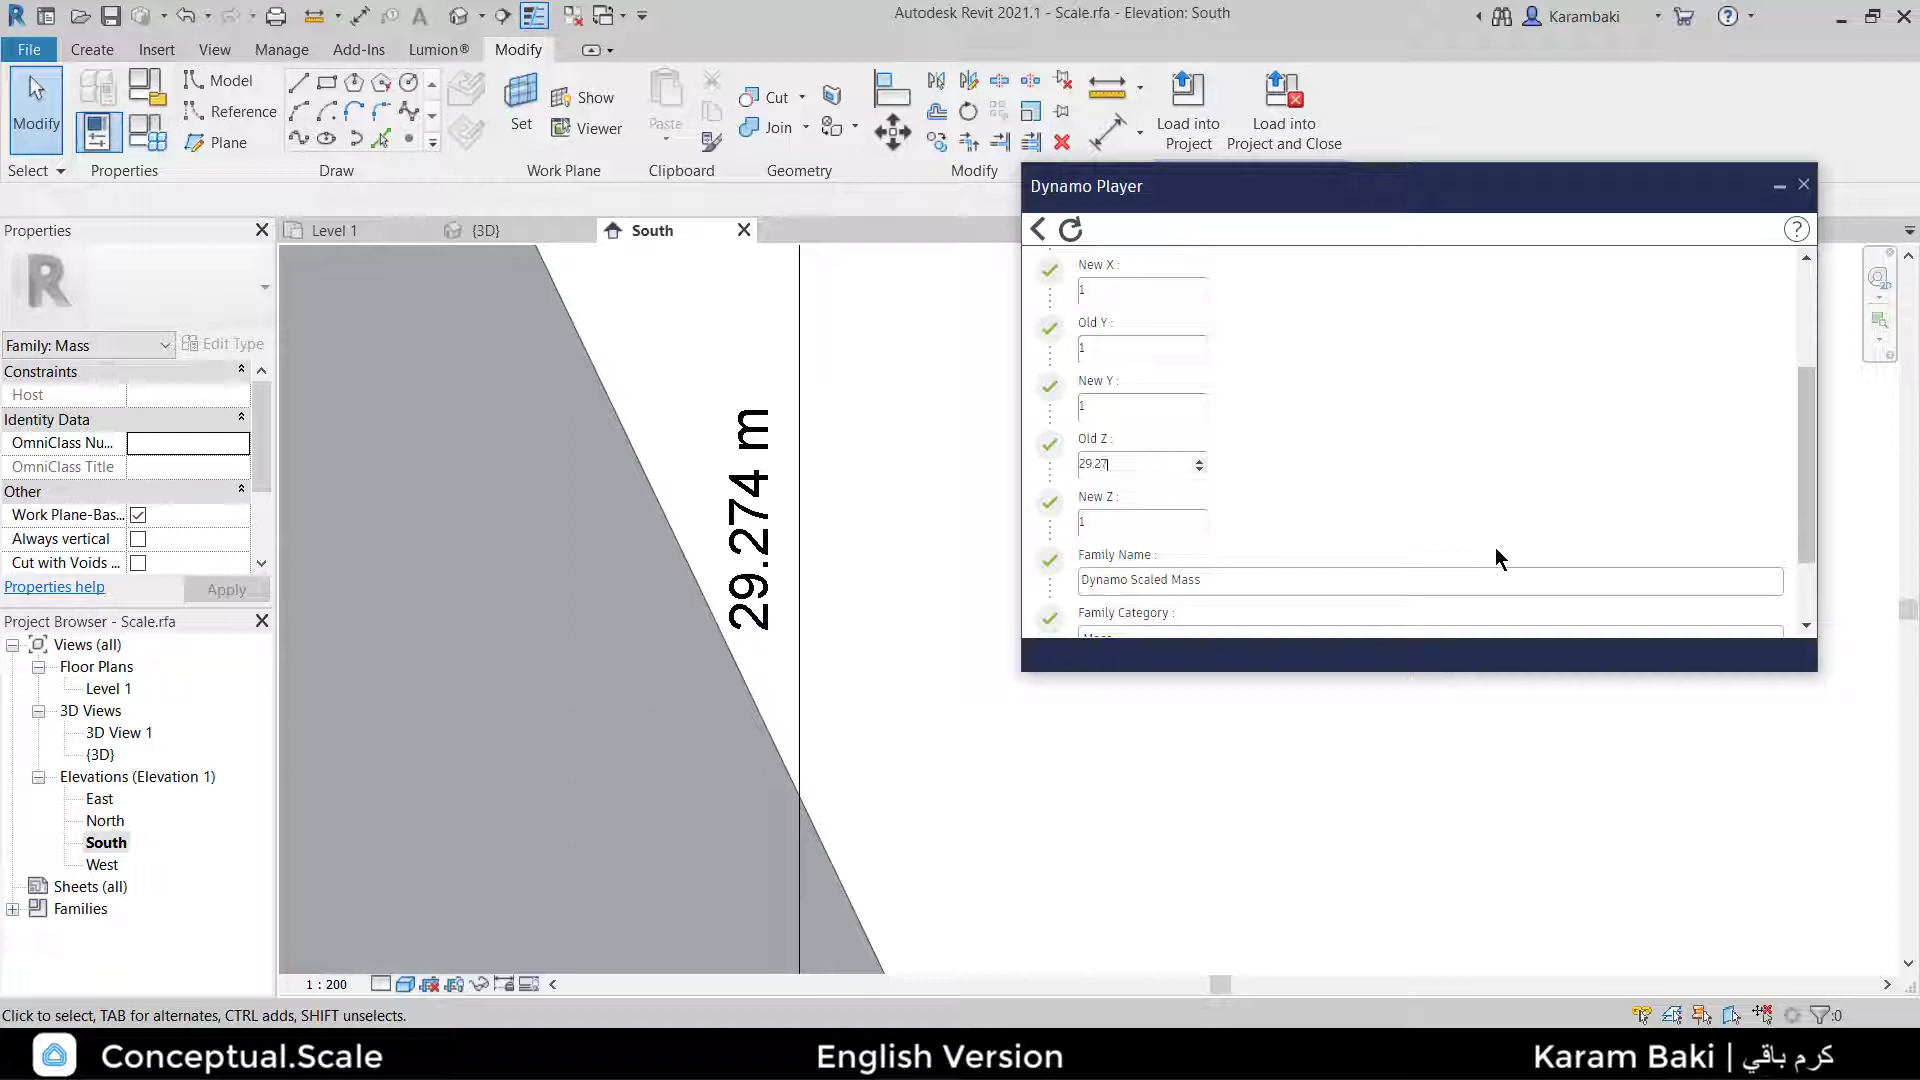 Autodesk Revit 2021.1 - Scale.rfa - Elevation: South
Karambaki
File
Create
Insert
View
Manage
Add-Ins
Lumion®
Modify
Modify
Model
Reference
Plane
Set
Show
Viewer
Paste
Cut
Join
Load into
Project
Load into
Project and Close
Select
Properties
Draw
Work Plane
Clipboard
Geometry
Modify
Properties
Family: Mass
Edit Type
Constraints
Host
Identity Data
OmniClass Nu...
OmniClass Title
Other
Work Plane-Bas...
Always vertical
Cut with Voids ...
Properties help
Apply
Project Browser - Scale.rfa
Views (all)
Floor Plans
Level 1
3D Views
3D View 1
{3D}
Elevations (Elevation 1)
East
North
South
West
Sheets (all)
Families
Level 1
{3D}
South
29.274 m
Dynamo Player
New X :
1
Old Y :
1
New Y :
1
Old Z :
29.27
New Z :
1
Family Name :
Dynamo Scaled Mass
Family Category :
Mass
1 : 200
Click to select, TAB for alternates, CTRL adds, SHIFT unselects.
:0
Conceptual.Scale
English Version
Karam Baki | كرم باقي